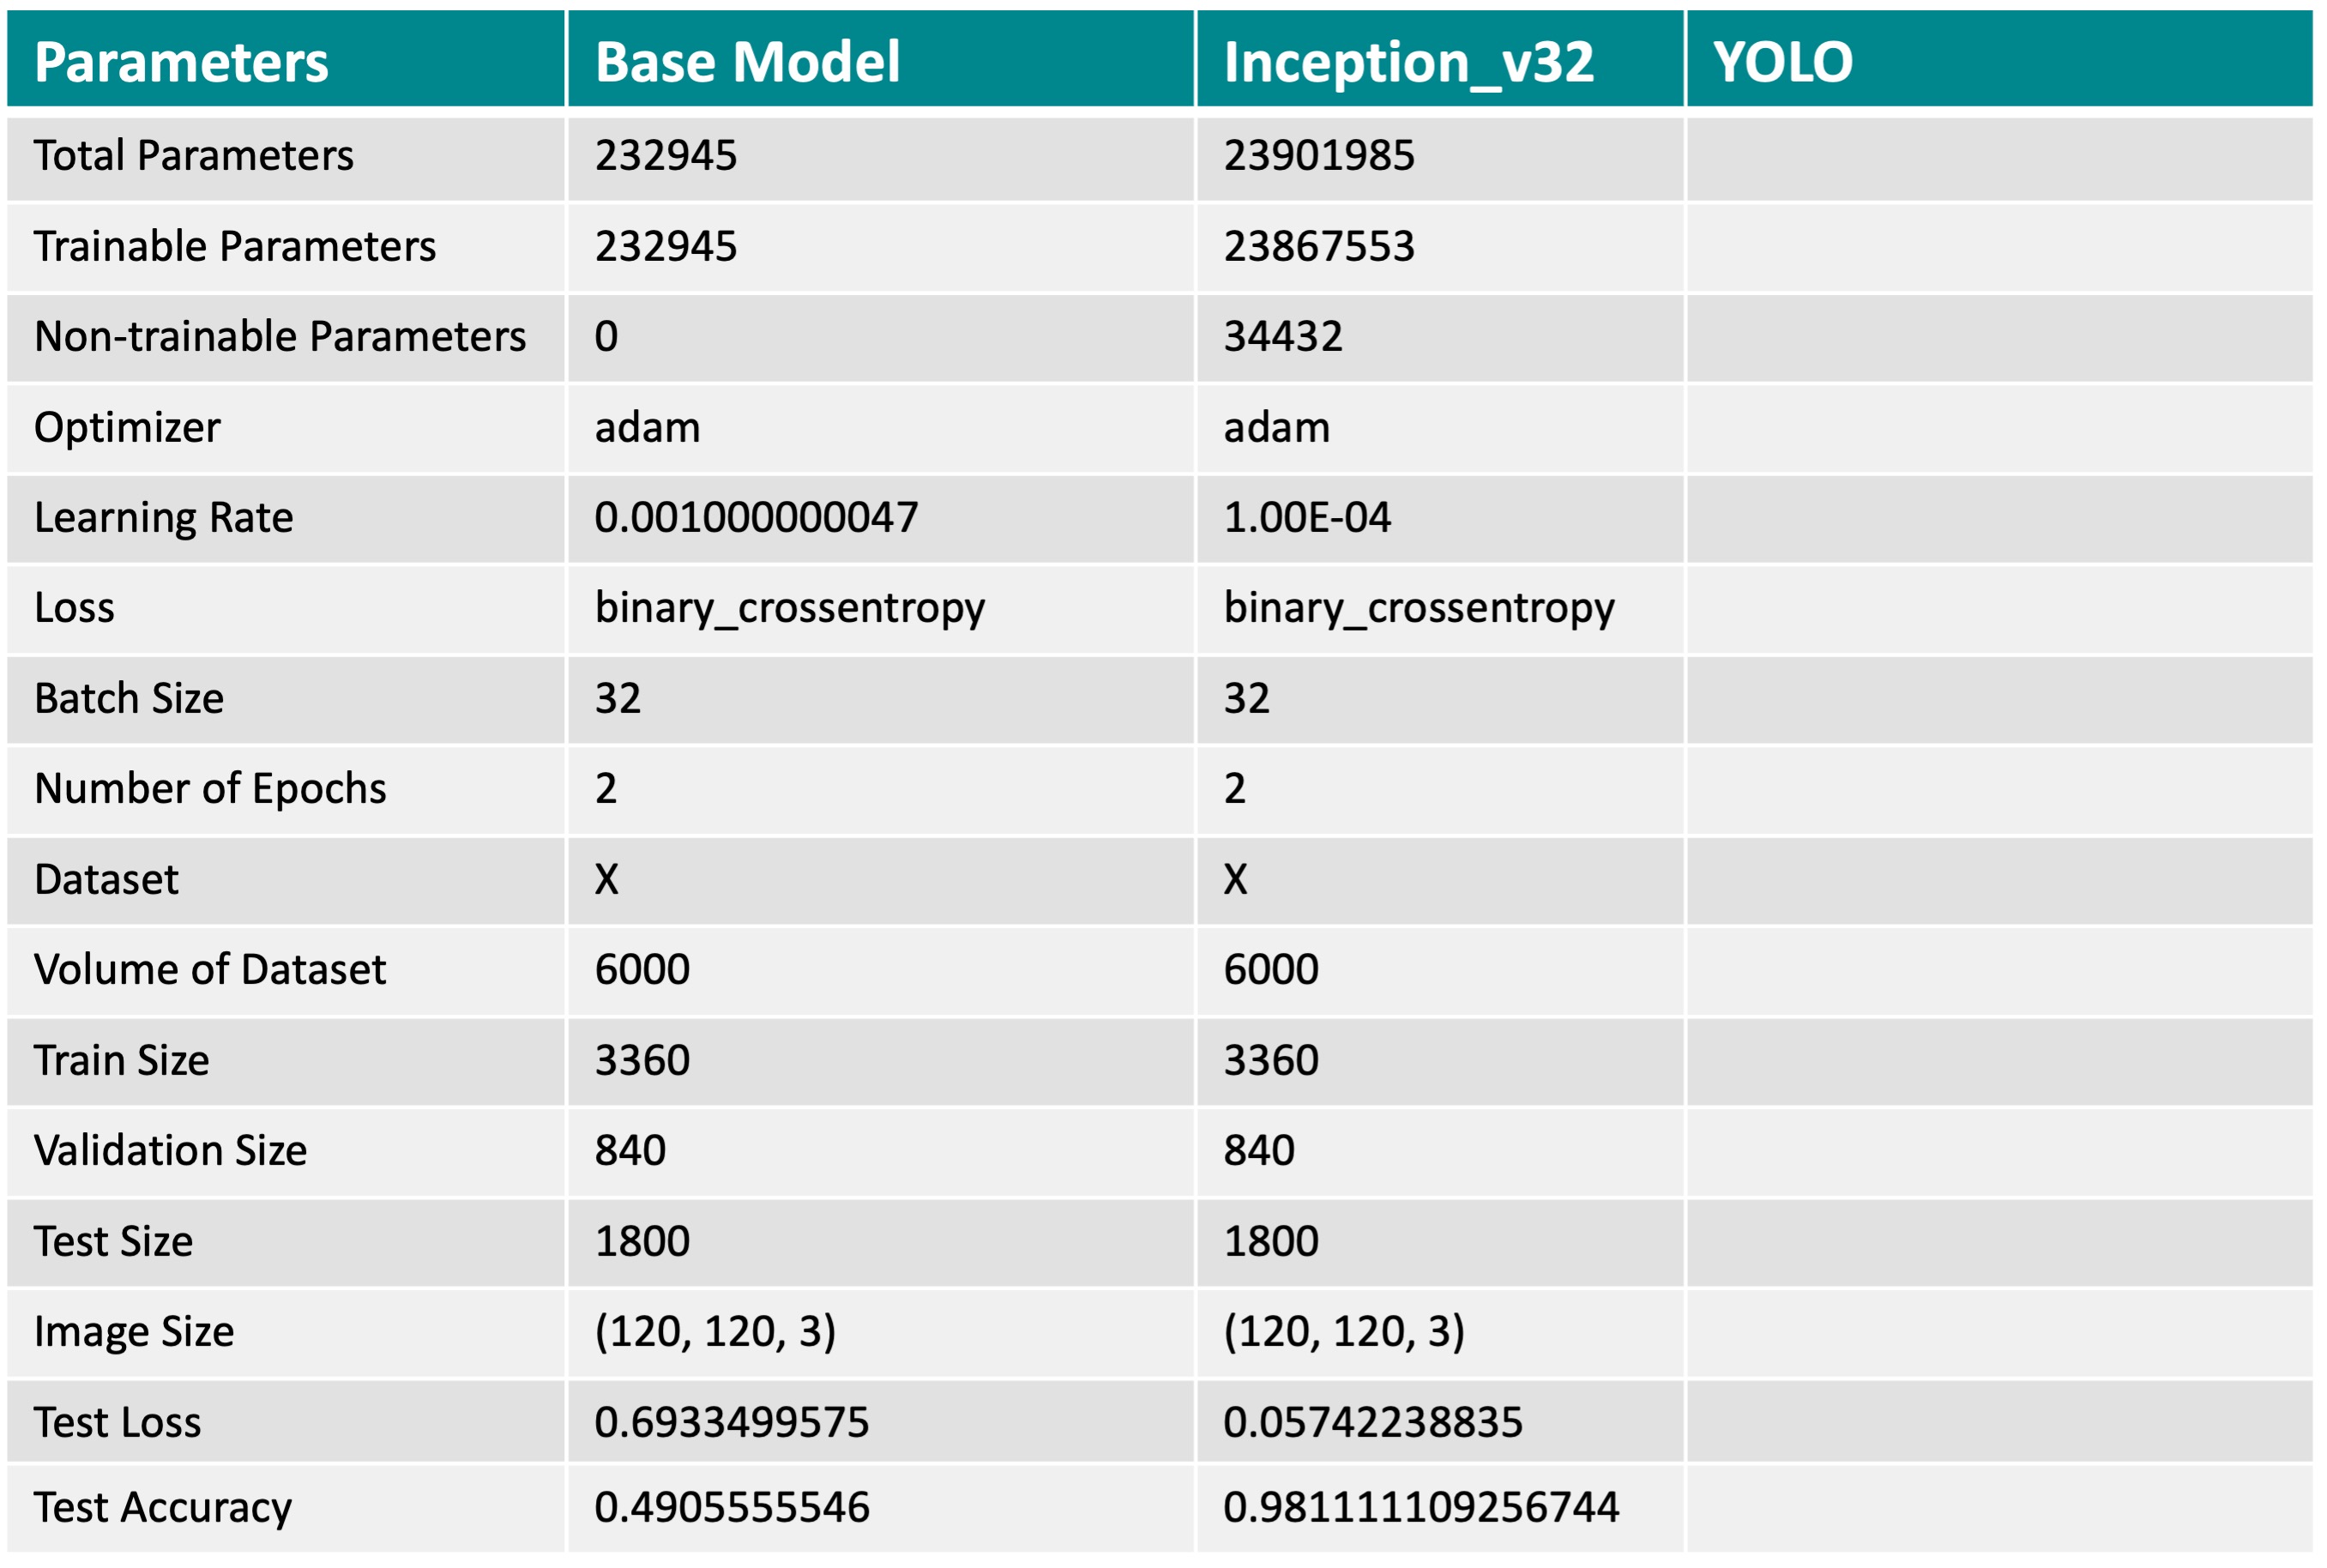 Parameters Base Model Inception_v32 YOLO
Total Parameters 232945 23901985
Trainable Parameters 232945 23867553
Non-trainable Parameters 0 34432
Optimizer adam adam
Learning Rate 0.001000000047 1.00E-04
Loss binary_crossentropy binary_crossentropy
Batch Size 32 32
Number of Epochs 2 2
Dataset X X
Volume of Dataset 6000 6000
Train Size 3360 3360
Validation Size 840 840
Test Size 1800 1800
Image Size (120, 120, 3) (120, 120, 3)
Test Loss 0.6933499575 0.05742238835
Test Accuracy 0.4905555546 0.981111109256744